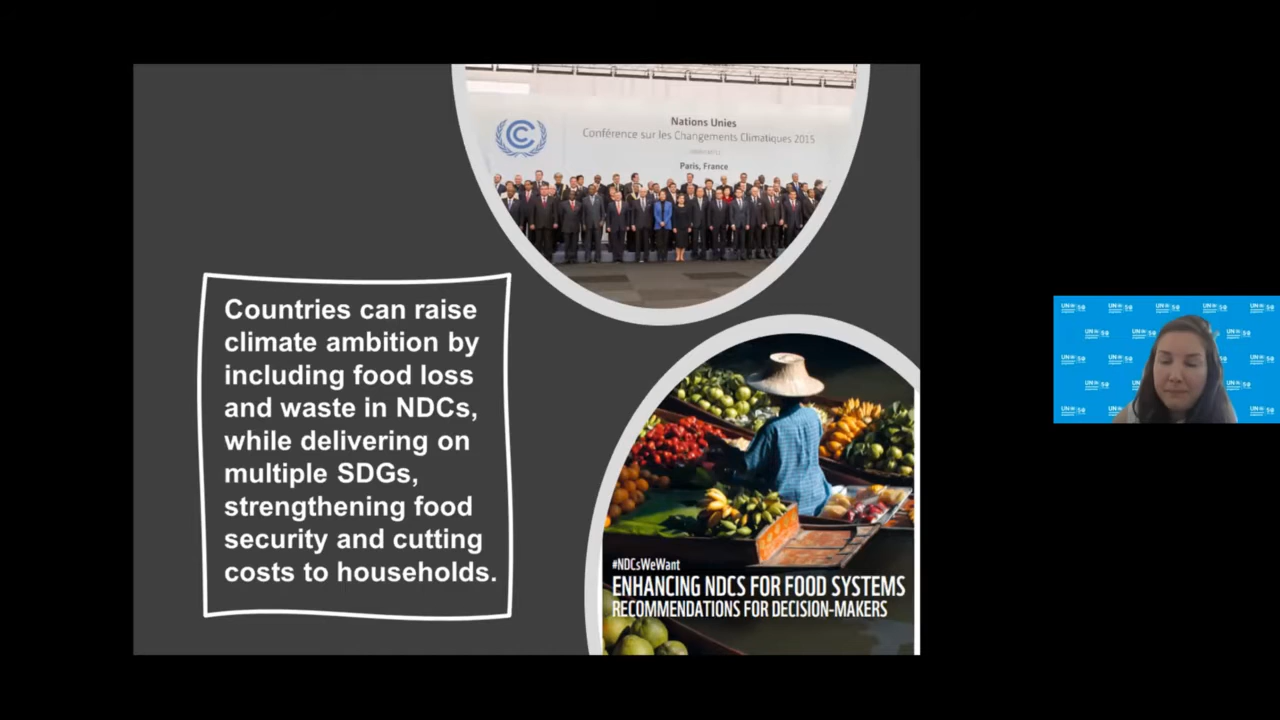 Nations Unies
Conférence sur les Changements Climatiques 2015
Paris, France
Countries can raise
climate ambition by
including food loss
and waste in NDCs,
while delivering on
multiple SDGs,
strengthening food
security and cutting
costs to households.
#NDCsWeWant
ENHANCING NDCS FOR FOOD SYSTEMS
RECOMMENDATIONS FOR DECISION-MAKERS